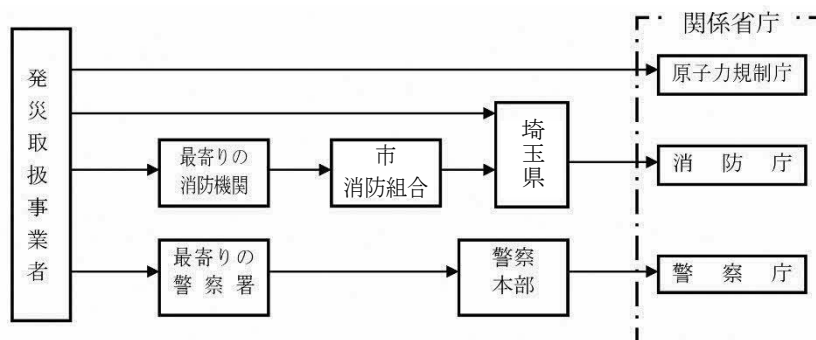 関係省庁
発災取扱事業者
原子力規制庁
埼玉県
最寄りの
消防機関
市
消防組合
消防庁
最寄りの
警察署
警察
本部
警察庁